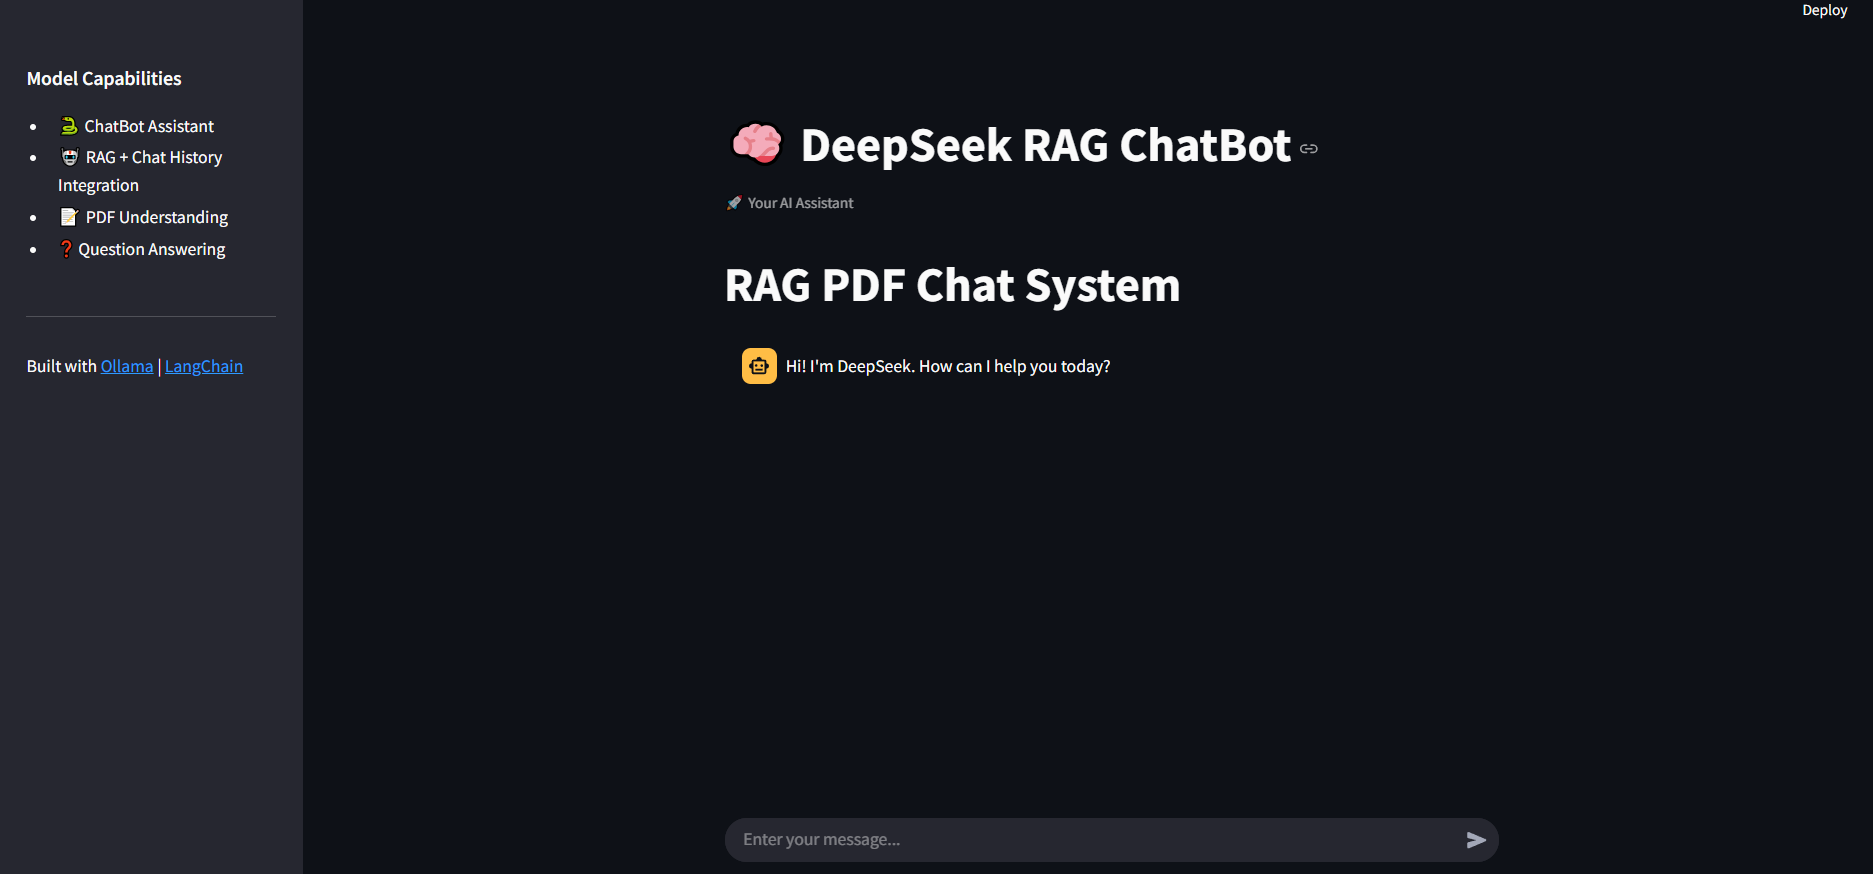 Deploy
Model Capabilities
🐍 ChatBot Assistant
🤖 RAG + Chat History
Integration
📝 PDF Understanding
❓Question Answering
Built with Ollama | LangChain
🧠 DeepSeek RAG ChatBot
🚀 Your AI Assistant
RAG PDF Chat System
Hi! I'm DeepSeek. How can I help you today?
Enter your message...